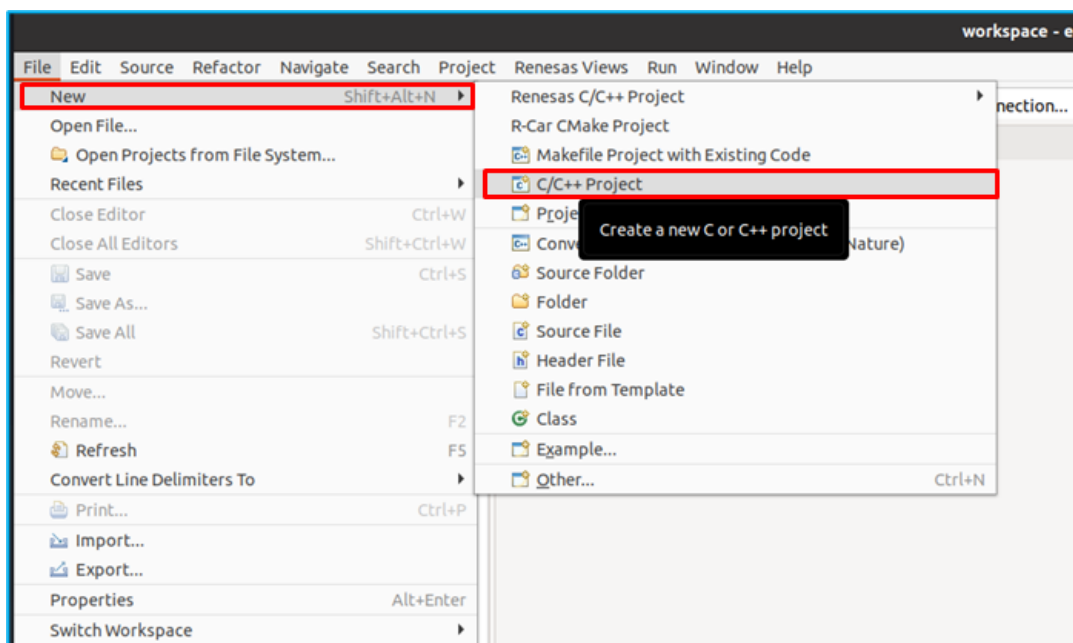 workspace - e
File Edit Source Refactor Navigate Search Project Renesas Views Run Window Help
New Shift+Alt+N
Open File...
Open Projects from File System...
Recent Files
Close Editor Ctrl+W
Close All Editors Shift+Ctrl+W
Save Ctrl+S
Save As...
Save All Shift+Ctrl+S
Revert
Move...
Rename... F2
Refresh F5
Convert Line Delimiters To
Print... Ctrl+P
Import...
Export...
Properties Alt+Enter
Switch Workspace
Renesas C/C++ Project
R-Car CMake Project
Makefile Project with Existing Code
C/C++ Project
Proje
Create a new C or C++ project
Conve Nature)
Source Folder
Folder
Source File
Header File
File from Template
Class
Example...
Other... Ctrl+N
nection...